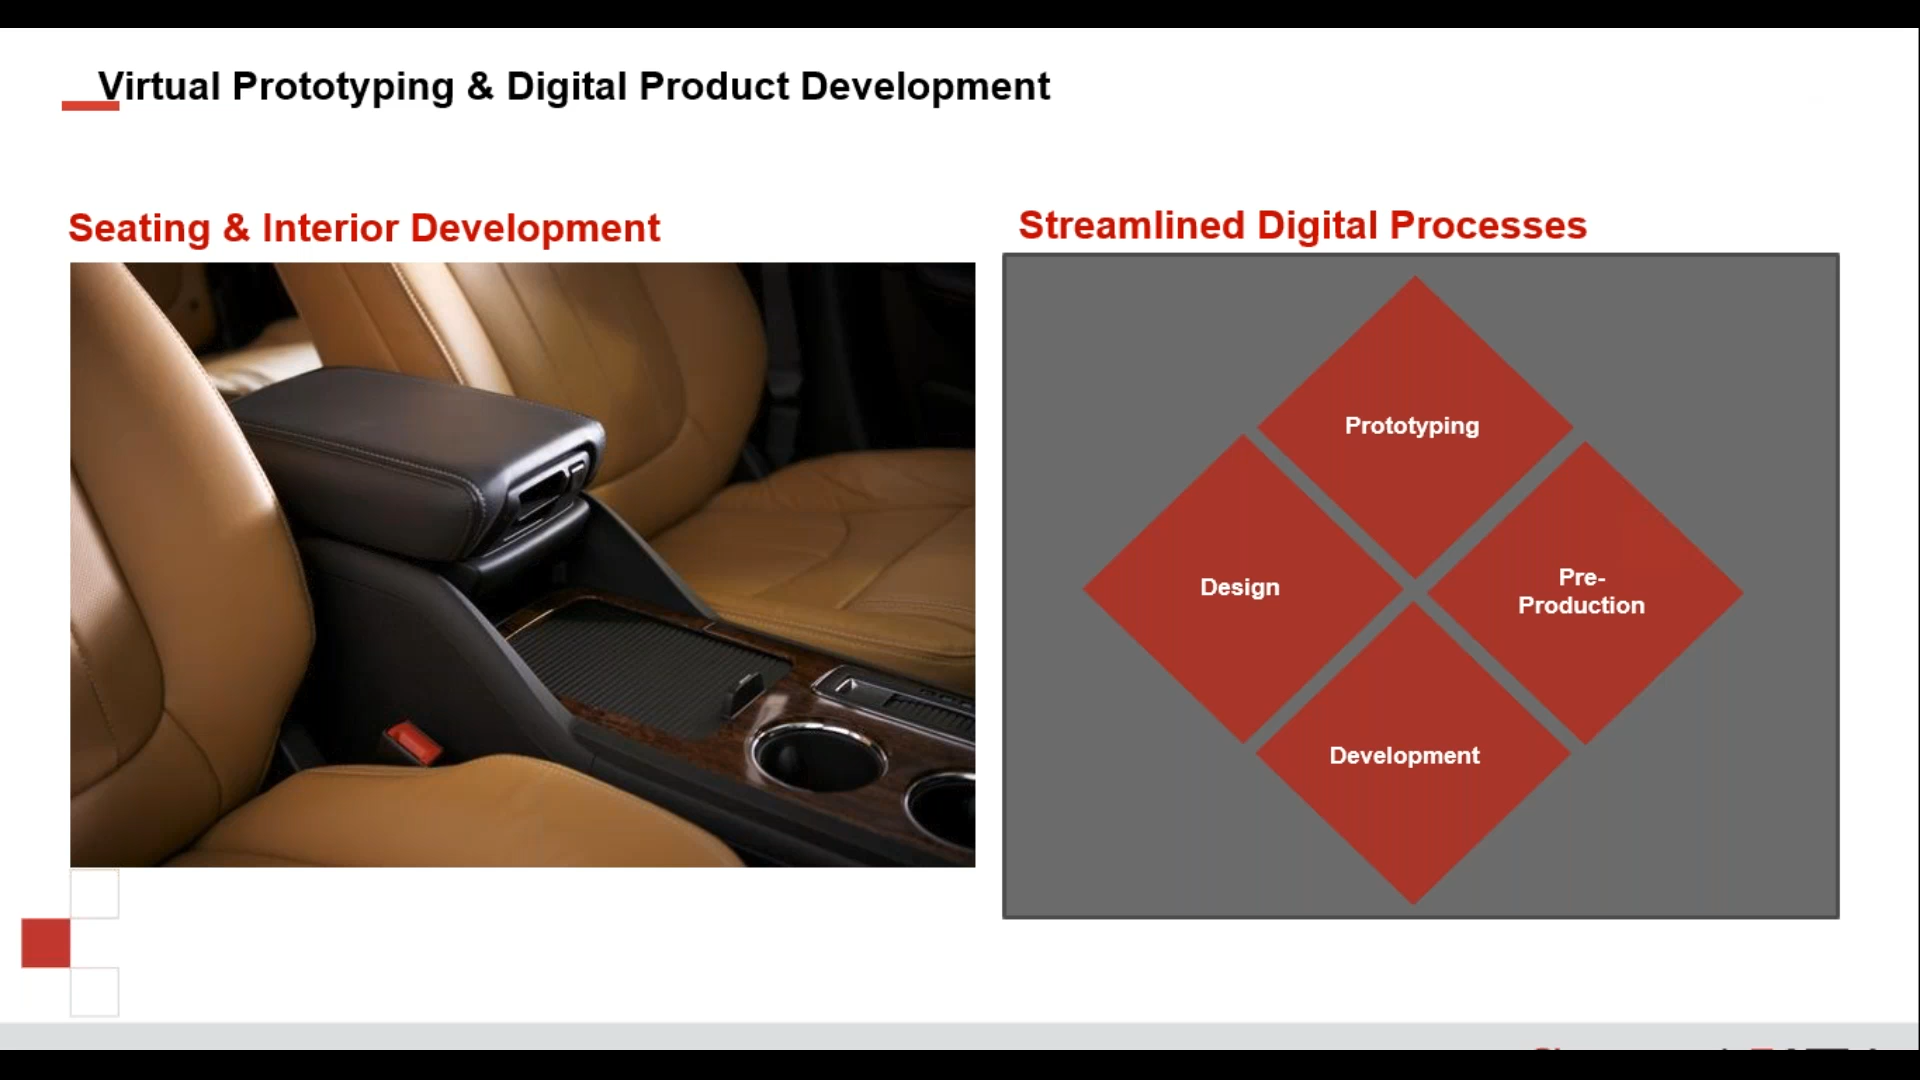 Virtual Prototyping & Digital Product Development
Seating & Interior Development
Streamlined Digital Processes
Prototyping
Design
Pre-
Production
Development